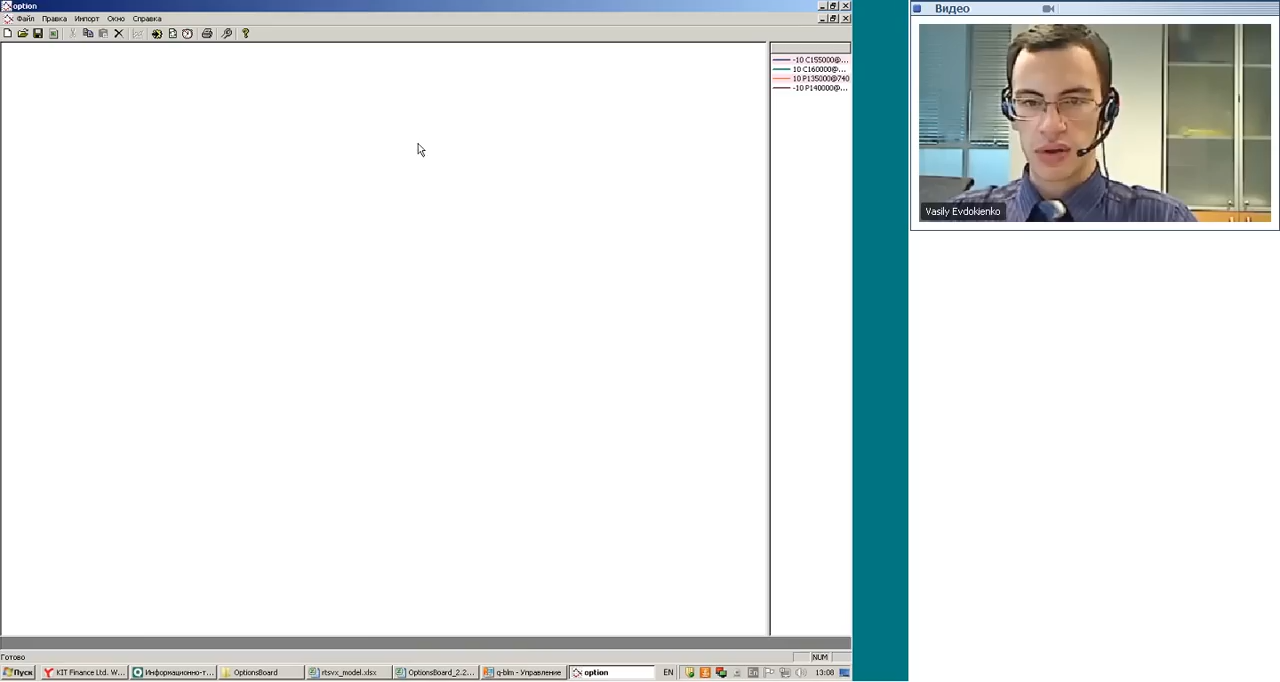 option
Файл Правка Импорт Окно Справка
-10 C155000@...
10 C160000@...
10 P135000@740
-10 P140000@...
Видео
Vasily Evdokienko
Готово
NUM
Пуск
KIT Finance Ltd. W...
Информационно-т...
OptionsBoard
rtsvx_model.xlsx
OptionsBoard_2.2...
q-blm - Управление
option
EN
13:08